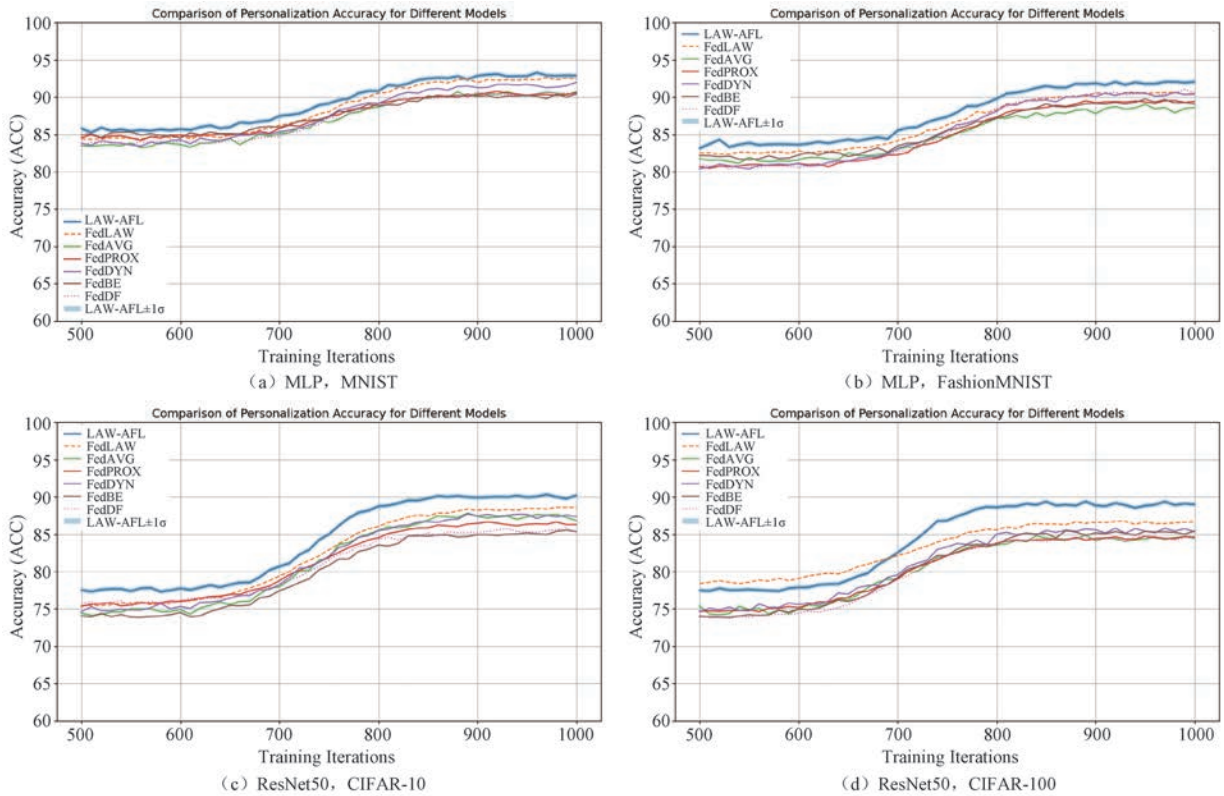 Comparison of Personalization Accuracy for Different Models
100
95
90
85
80
75
70
65
60
Accuracy (ACC)
LAW-AFL
FedLAW
FedAVG
FedPROX
FedDYN
FedBE
FedDF
LAW-AFL±1σ
500 600 700 800 900 1000
Training Iterations
（a）MLP，MNIST
Comparison of Personalization Accuracy for Different Models
100
95
90
85
80
75
70
65
60
Accuracy (ACC)
LAW-AFL
FedLAW
FedAVG
FedPROX
FedDYN
FedBE
FedDF
LAW-AFL±1σ
500 600 700 800 900 1000
Training Iterations
（b）MLP，FashionMNIST
Comparison of Personalization Accuracy for Different Models
100
95
90
85
80
75
70
65
60
Accuracy (ACC)
LAW-AFL
FedLAW
FedAVG
FedPROX
FedDYN
FedBE
FedDF
LAW-AFL±1σ
500 600 700 800 900 1000
Training Iterations
（c）ResNet50，CIFAR-10
Comparison of Personalization Accuracy for Different Models
100
95
90
85
80
75
70
65
60
Accuracy (ACC)
LAW-AFL
FedLAW
FedAVG
FedPROX
FedDYN
FedBE
FedDF
LAW-AFL±1σ
500 600 700 800 900 1000
Training Iterations
（d）ResNet50，CIFAR-100